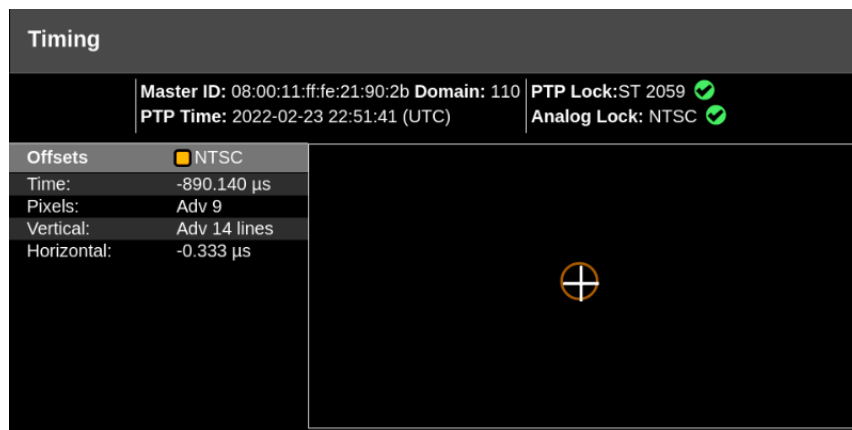 Timing
Master ID: 08:00:11:ff:fe:21:90:2b Domain: 110
PTP Time: 2022-02-23 22:51:41 (UTC)
PTP Lock:ST 2059
Analog Lock: NTSC
Offsets NTSC
Time: -890.140 µs
Pixels: Adv 9
Vertical: Adv 14 lines
Horizontal: -0.333 µs